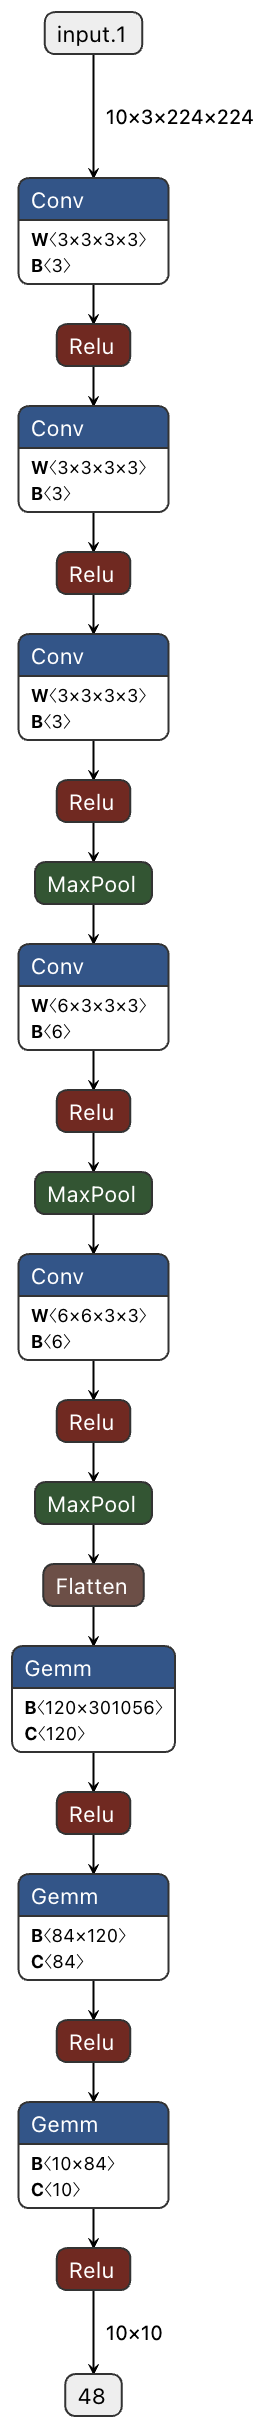 input.1
10×3×224×224
Conv
W〈3×3×3×3〉
B〈3〉
Relu
Conv
W〈3×3×3×3〉
B〈3〉
Relu
Conv
W〈3×3×3×3〉
B〈3〉
Relu
MaxPool
Conv
W〈6×3×3×3〉
B〈6〉
Relu
MaxPool
Conv
W〈6×6×3×3〉
B〈6〉
Relu
MaxPool
Flatten
Gemm
B〈120×301056〉
C〈120〉
Relu
Gemm
B〈84×120〉
C〈84〉
Relu
Gemm
B〈10×84〉
C〈10〉
Relu
10×10
48